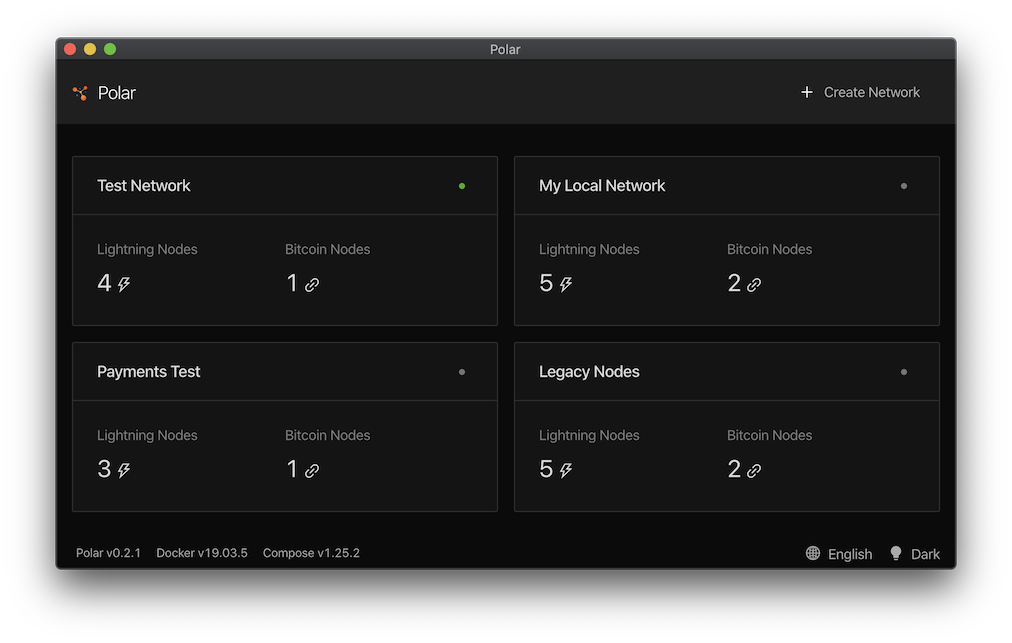 Polar
Polar
Create Network
Test Network
Lightning Nodes Bitcoin Nodes
4 1
My Local Network
Lightning Nodes Bitcoin Nodes
5 2
Payments Test
Lightning Nodes Bitcoin Nodes
3 1
Legacy Nodes
Lightning Nodes Bitcoin Nodes
5 2
Polar v0.2.1 Docker v19.03.5 Compose v1.25.2 English Dark